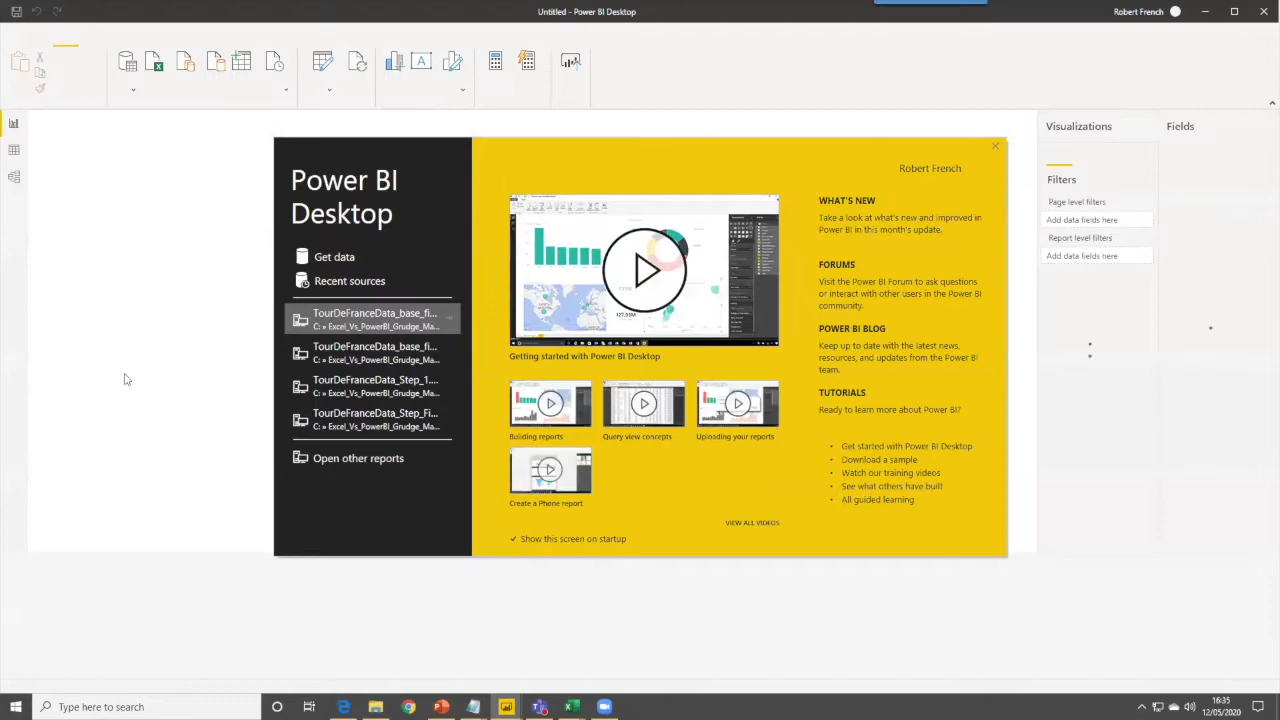 Untitled - Power BI Desktop
Robert French
Visualizations
Fields
Filters
Page level filters
Add data fields here
Report level filters
Add data fields here
Power BI
Desktop
Get data
Recent sources
TourDeFranceData_base_fi...
C: » Excel_Vs_PowerBI_Grudge_Ma...
TourDeFranceData_base_fi...
C: » Excel_Vs_PowerBI_Grudge_Ma...
TourDeFranceData_Step_1....
C: » Excel_Vs_PowerBI_Grudge_Ma...
TourDeFranceData_Step_Fi...
C: » Excel_Vs_PowerBI_Grudge_Ma...
Open other reports
Getting started with Power BI Desktop
Building reports
Query view concepts
Uploading your reports
Create a Phone report
VIEW ALL VIDEOS
Show this screen on startup
Robert French
WHAT'S NEW
Take a look at what's new and improved in
Power BI in this month's update.
FORUMS
Visit the Power BI Forum to ask questions
or interact with other users in the Power BI
community.
POWER BI BLOG
Keep up to date with the latest news,
resources, and updates from the Power BI
team.
TUTORIALS
Ready to learn more about Power BI?
• Get started with Power BI Desktop
• Download a sample
• Watch our training videos
• See what others have built
• All guided learning
Type here to search
16:35
12/05/2020